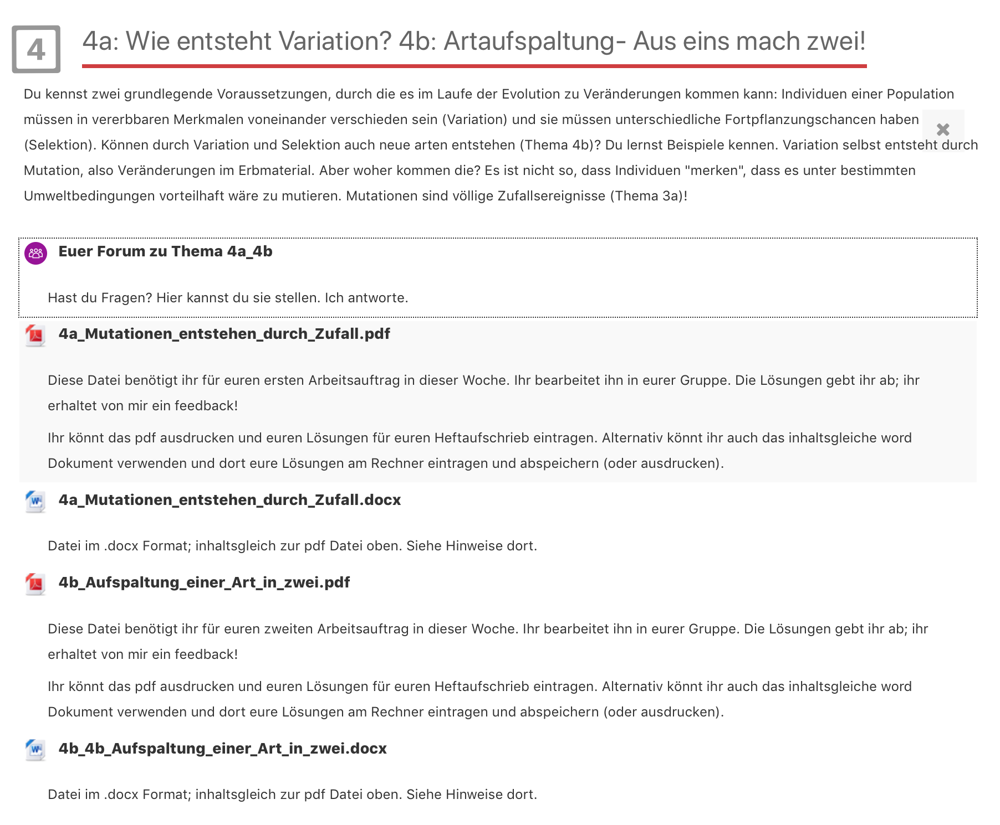 4
4a: Wie entsteht Variation? 4b: Artaufspaltung- Aus eins mach zwei!
Du kennst zwei grundlegende Voraussetzungen, durch die es im Laufe der Evolution zu Veränderungen kommen kann: Individuen einer Population
müssen in vererbbaren Merkmalen voneinander verschieden sein (Variation) und sie müssen unterschiedliche Fortpflanzungschancen haben
(Selektion). Können durch Variation und Selektion auch neue arten entstehen (Thema 4b)? Du lernst Beispiele kennen. Variation selbst entsteht durch
Mutation, also Veränderungen im Erbmaterial. Aber woher kommen die? Es ist nicht so, dass Individuen "merken", dass es unter bestimmten
Umweltbedingungen vorteilhaft wäre zu mutieren. Mutationen sind völlige Zufallsereignisse (Thema 3a)!
Euer Forum zu Thema 4a_4b
Hast du Fragen? Hier kannst du sie stellen. Ich antworte.
4a_Mutationen_entstehen_durch_Zufall.pdf
Diese Datei benötigt ihr für euren ersten Arbeitsauftrag in dieser Woche. Ihr bearbeitet ihn in eurer Gruppe. Die Lösungen gebt ihr ab; ihr
erhaltet von mir ein feedback!
Ihr könnt das pdf ausdrucken und euren Lösungen für euren Heftaufschrieb eintragen. Alternativ könnt ihr auch das inhaltsgleiche word
Dokument verwenden und dort eure Lösungen am Rechner eintragen und abspeichern (oder ausdrucken).
W
4a_Mutationen_entstehen_durch_Zufall.docx
Datei im .docx Format; inhaltsgleich zur pdf Datei oben. Siehe Hinweise dort.
4b_Aufspaltung_einer_Art_in_zwei.pdf
Diese Datei benötigt ihr für euren zweiten Arbeitsauftrag in dieser Woche. Ihr bearbeitet ihn in eurer Gruppe. Die Lösungen gebt ihr ab; ihr
erhaltet von mir ein feedback!
Ihr könnt das pdf ausdrucken und euren Lösungen für euren Heftaufschrieb eintragen. Alternativ könnt ihr auch das inhaltsgleiche word
Dokument verwenden und dort eure Lösungen am Rechner eintragen und abspeichern (oder ausdrucken).
W
4b_4b_Aufspaltung_einer_Art_in_zwei.docx
Datei im .docx Format; inhaltsgleich zur pdf Datei oben. Siehe Hinweise dort.